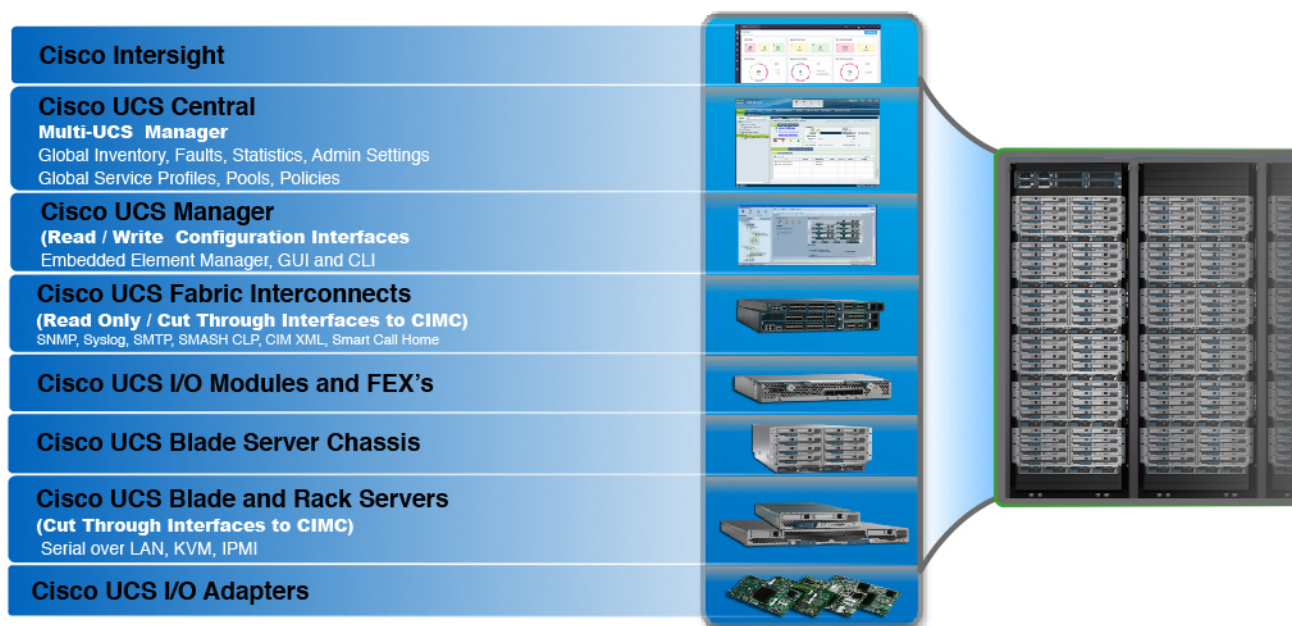 Cisco Intersight
Cisco UCS Central
Multi-UCS Manager
Global Inventory, Faults, Statistics, Admin Settings
Global Service Profiles, Pools, Policies
Cisco UCS Manager
(Read / Write Configuration Interfaces
Embedded Element Manager, GUI and CLI
Cisco UCS Fabric Interconnects
(Read Only / Cut Through Interfaces to CIMC)
SNMP, Syslog, SMTP, SMASH CLP, CIM XML, Smart Call Home
Cisco UCS I/O Modules and FEX's
Cisco UCS Blade Server Chassis
Cisco UCS Blade and Rack Servers
(Cut Through Interfaces to CIMC)
Serial over LAN, KVM, IPMI
Cisco UCS I/O Adapters